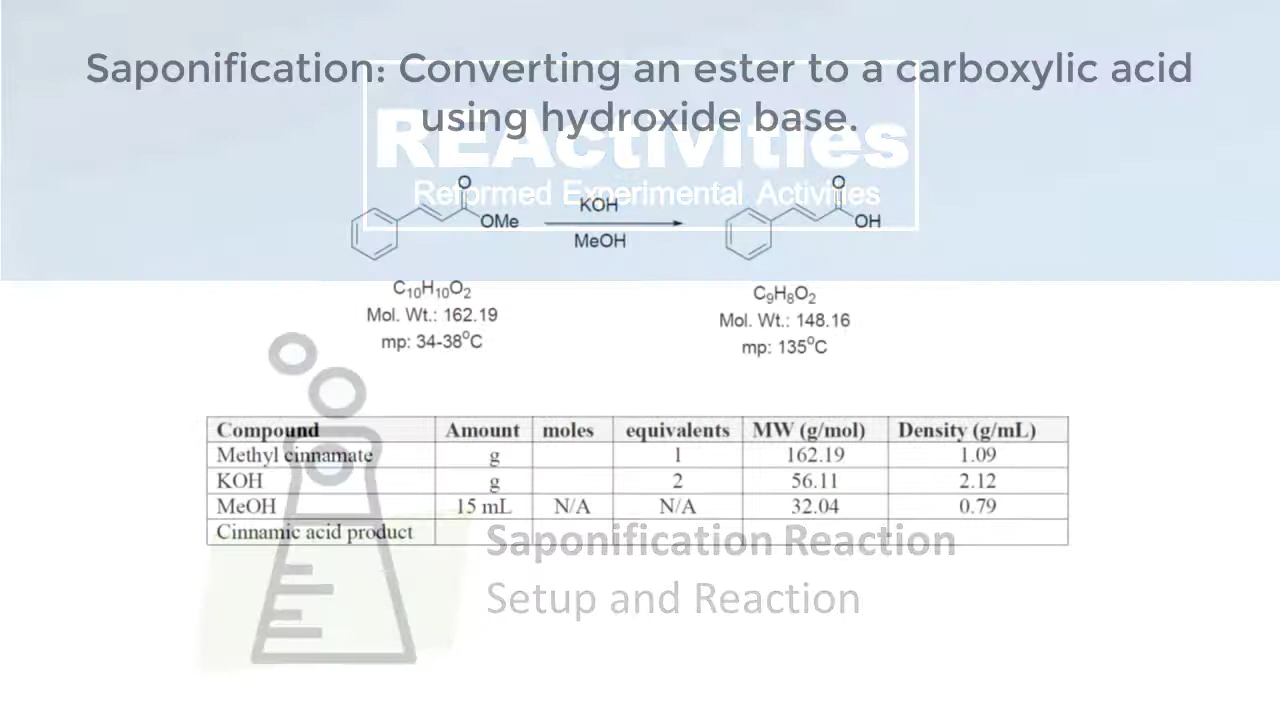 Saponification: Converting an ester to a carboxylic acid
using hydroxide base.
REActivities
Reformed Experimental Activities
O
OMe
KOH
MeOH
O
OH
C10H10O2
Mol. Wt.: 162.19
mp: 34-38°C
C9H8O2
Mol. Wt.: 148.16
mp: 135°C
Compound Amount moles equivalents MW (g/mol) Density (g/mL)
Methyl cinnamate g 1 162.19 1.09
KOH g 2 56.11 2.12
MeOH 15 mL N/A N/A 32.04 0.79
Cinnamic acid product
Saponification Reaction
Setup and Reaction